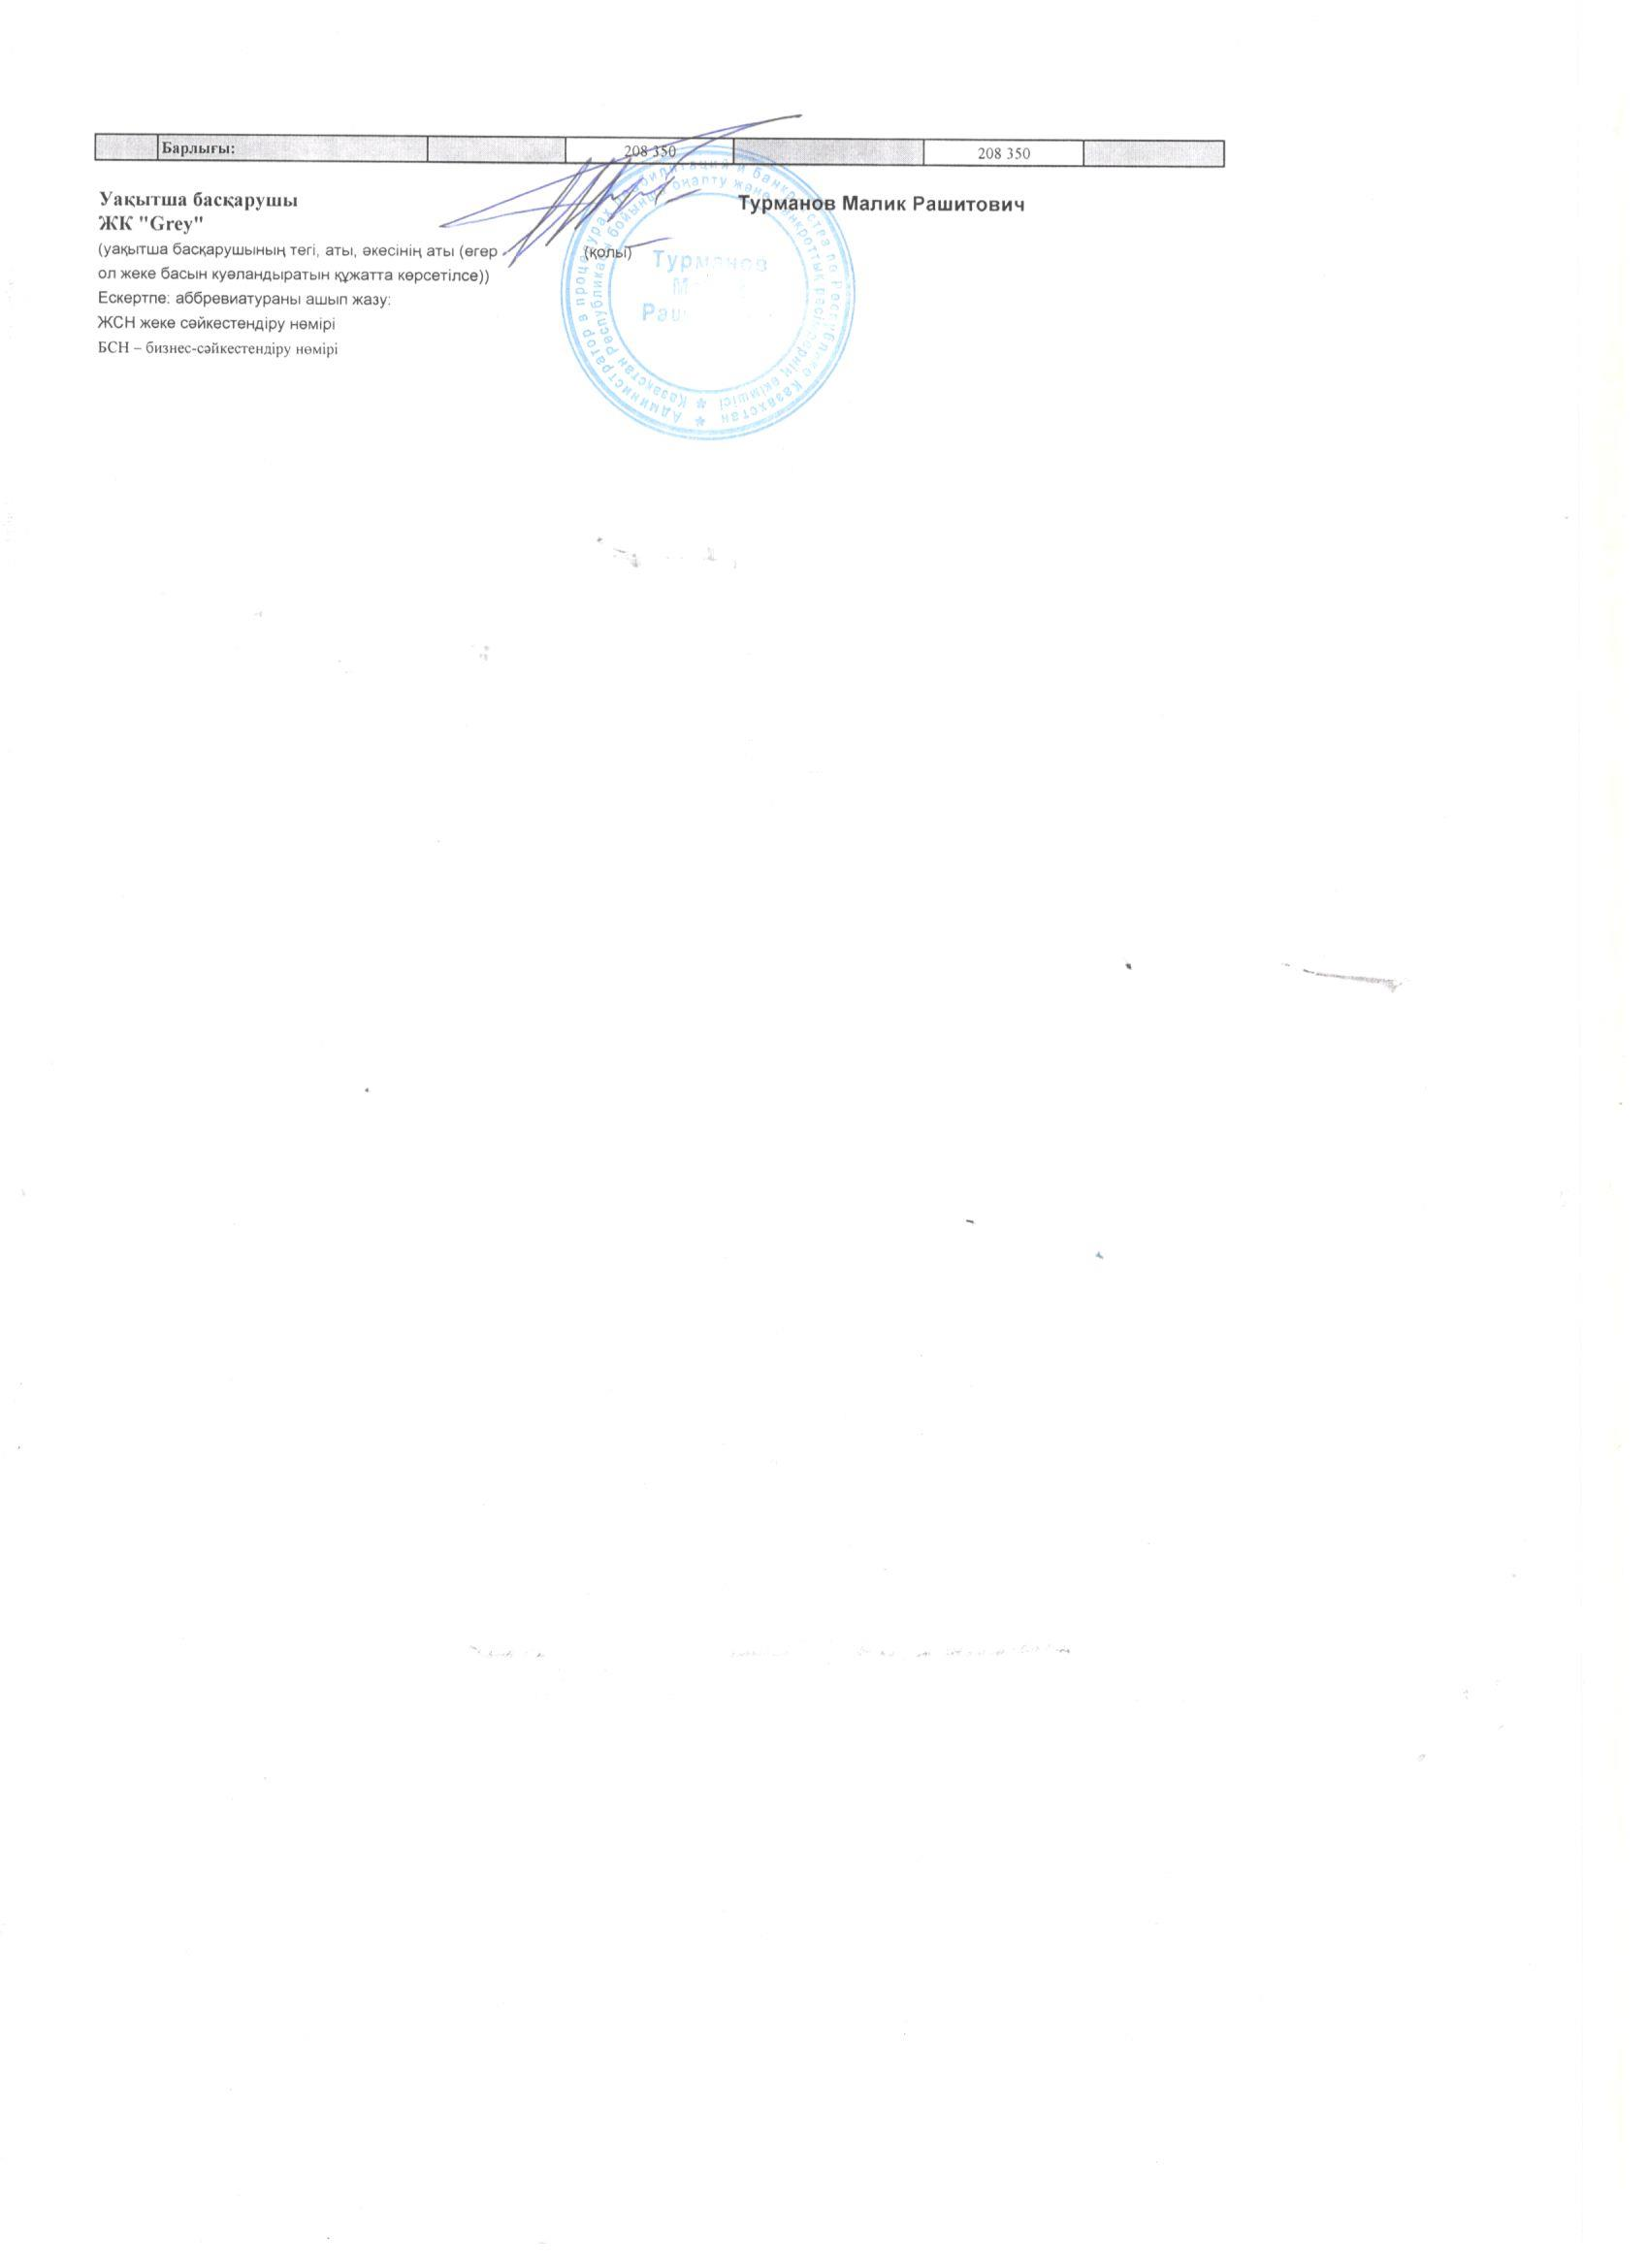 Барлығы: 208 350 208 350
Уақытша басқарушы
ЖК "Grey"
Турманов Малик Рашитович
(уақытша басқарушының тегі, аты, әкесінің аты (егер
(қолы)
ол жеке басын куәландыратын құжатта көрсетілсе))
Ескертпе: аббревиатураны ашып жазу:
ЖСН жеке сәйкестендіру нөмірі
БСН – бизнес-сәйкестендіру нөмірі
Турманов